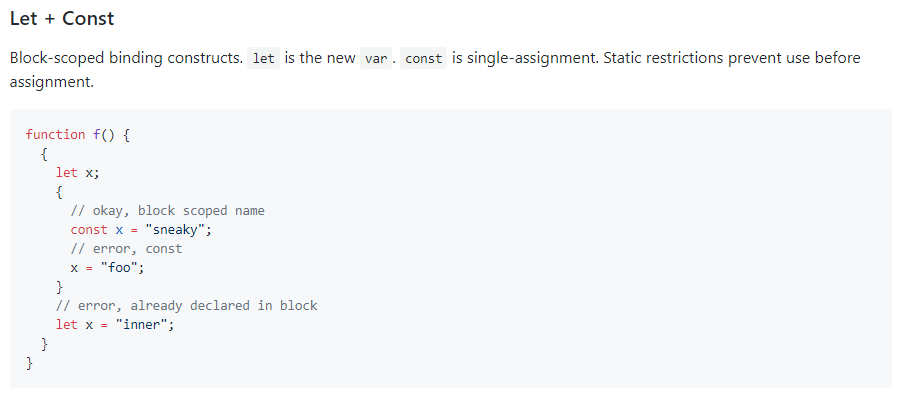 Let + Const
Block-scoped binding constructs. let is the new var. const is single-assignment. Static restrictions prevent use before
assignment.
function f() {
  {
    let x;
    {
      // okay, block scoped name
      const x = "sneaky";
      // error, const
      x = "foo";
    }
    // error, already declared in block
    let x = "inner";
  }
}